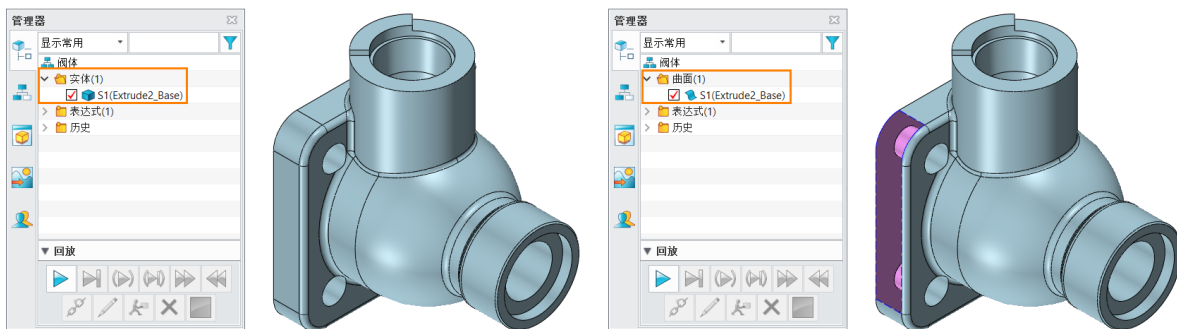 管理器
显示常用
阀体
实体(1)
S1(Extrude2_Base)
表达式(1)
历史
回放
管理器
显示常用
阀体
曲面(1)
S1(Extrude2_Base)
表达式(1)
历史
回放